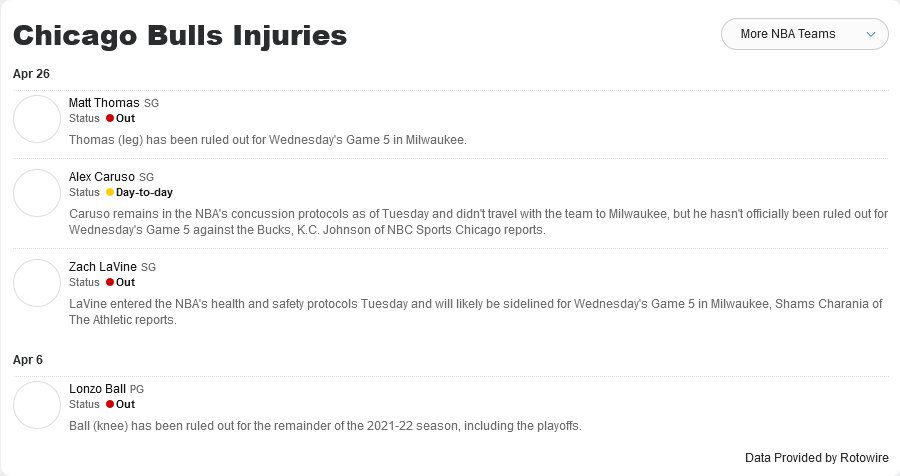 Chicago Bulls Injuries
More NBA Teams
Apr 26
Matt Thomas SG
Status Out
Thomas (leg) has been ruled out for Wednesday's Game 5 in Milwaukee.
Alex Caruso SG
Status Day-to-day
Caruso remains in the NBA's concussion protocols as of Tuesday and didn't travel with the team to Milwaukee, but he hasn't officially been ruled out for
Wednesday's Game 5 against the Bucks, K.C. Johnson of NBC Sports Chicago reports.
Zach LaVine SG
Status Out
LaVine entered the NBA's health and safety protocols Tuesday and will likely be sidelined for Wednesday's Game 5 in Milwaukee, Shams Charania of
The Athletic reports.
Apr 6
Lonzo Ball PG
Status Out
Ball (knee) has been ruled out for the remainder of the 2021-22 season, including the playoffs.
Data Provided by Rotowire